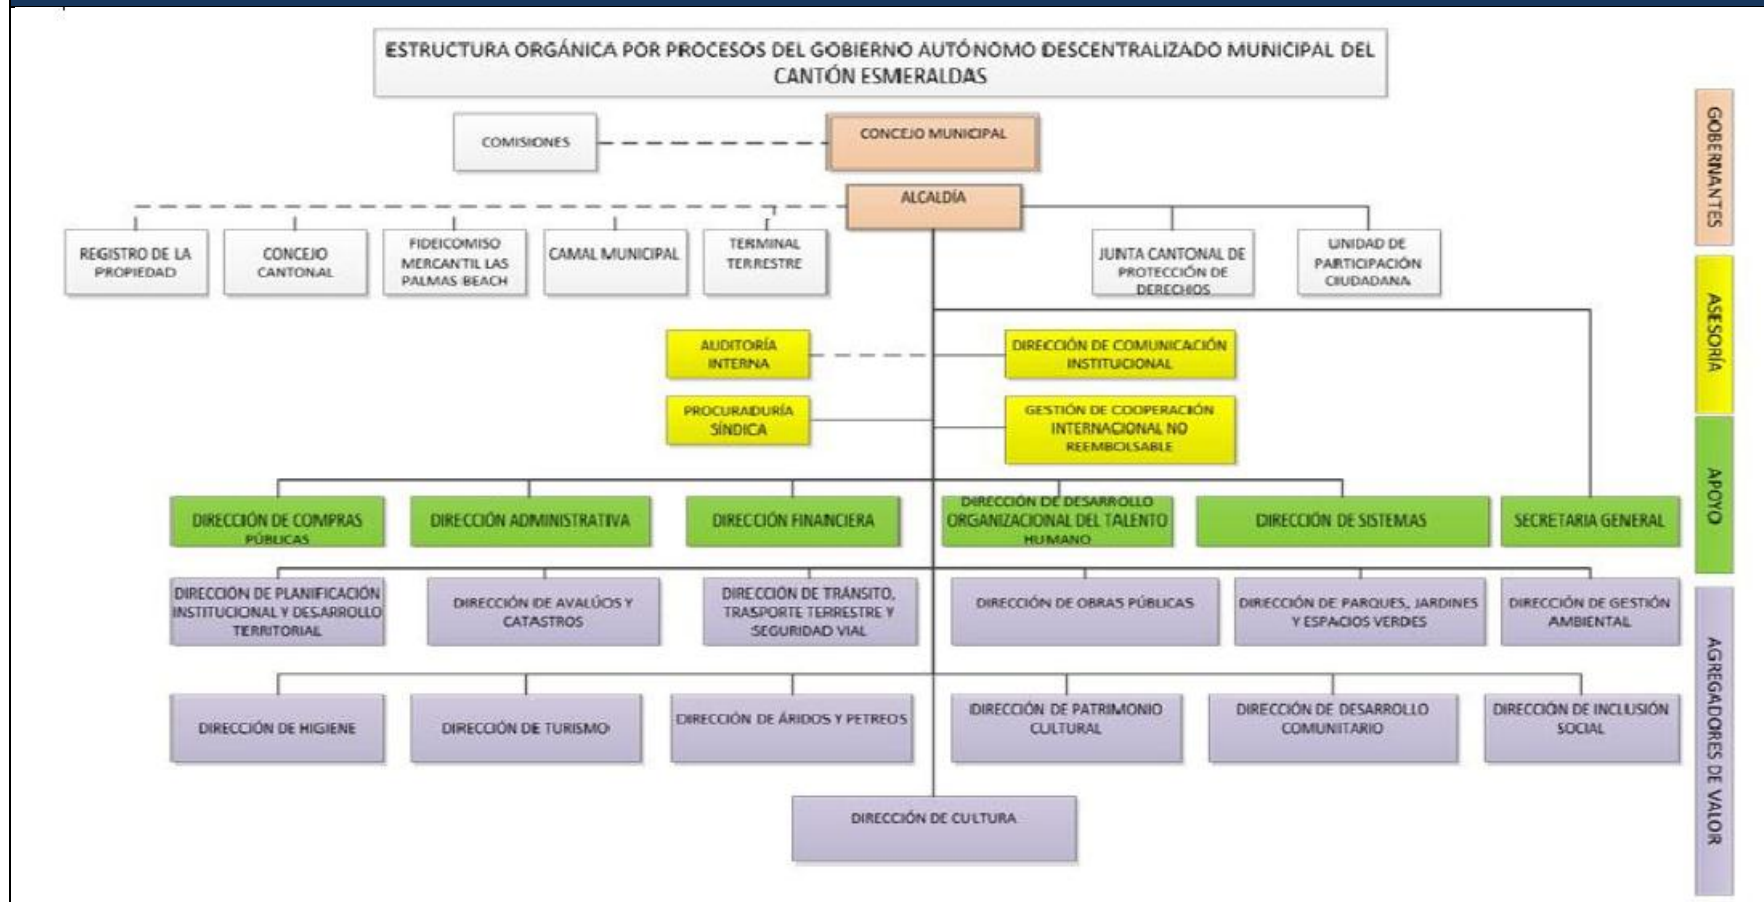 ESTRUCTURA ORGÁNICA POR PROCESOS DEL GOBIERNO AUTÓNOMO DESCENTRALIZADO MUNICIPAL DEL
CANTÓN ESMERALDAS
COMISIONES
CONCEJO MUNICIPAL
ALCALDÍA
REGISTRO DE LA
PROPIEDAD
CONCEJO
CANTONAL
FIDEICOMISO
MERCANTIL LAS
PALMAS BEACH
CAMAL MUNICIPAL
TERMINAL
TERRESTRE
JUNTA CANTONAL DE
PROTECCIÓN DE
DERECHOS
UNIDAD DE
PARTICIPACIÓN
CIUDADANA
AUDITORÍA
INTERNA
DIRECCIÓN DE COMUNICACIÓN
INSTITUCIONAL
PROCURADURÍA
SÍNDICA
GESTIÓN DE COOPERACIÓN
INTERNACIONAL NO
REEMBOLSABLE
DIRECCIÓN DE COMPRAS
PÚBLICAS
DIRECCIÓN ADMINISTRATIVA
DIRECCIÓN FINANCIERA
DIRECCIÓN DE DESARROLLO
ORGANIZACIONAL DEL TALENTO
HUMANO
DIRECCIÓN DE SISTEMAS
SECRETARIA GENERAL
DIRECCIÓN DE PLANIFICACIÓN
INSTITUCIONAL Y DESARROLLO
TERRITORIAL
DIRECCIÓN DE AVALÚOS Y
CATASTROS
DIRECCIÓN DE TRÁNSITO,
TRASPORTE TERRESTRE Y
SEGURIDAD VIAL
DIRECCIÓN DE OBRAS PÚBLICAS
DIRECCIÓN DE PARQUES, JARDINES
Y ESPACIOS VERDES
DIRECCIÓN DE GESTIÓN
AMBIENTAL
DIRECCIÓN DE HIGIENE
DIRECCIÓN DE TURISMO
DIRECCIÓN DE ÁRIDOS Y PETREOS
DIRECCIÓN DE PATRIMONIO
CULTURAL
DIRECCIÓN DE DESARROLLO
COMUNITARIO
DIRECCIÓN DE INCLUSIÓN
SOCIAL
DIRECCIÓN DE CULTURA
GOBERNANTES
ASESORÍA
APOYO
AGREGADORES DE VALOR